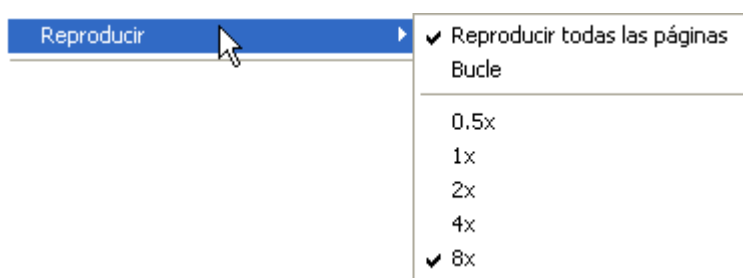 Reproducir
Reproducir todas las páginas
Bucle
0.5x
1x
2x
4x
8x